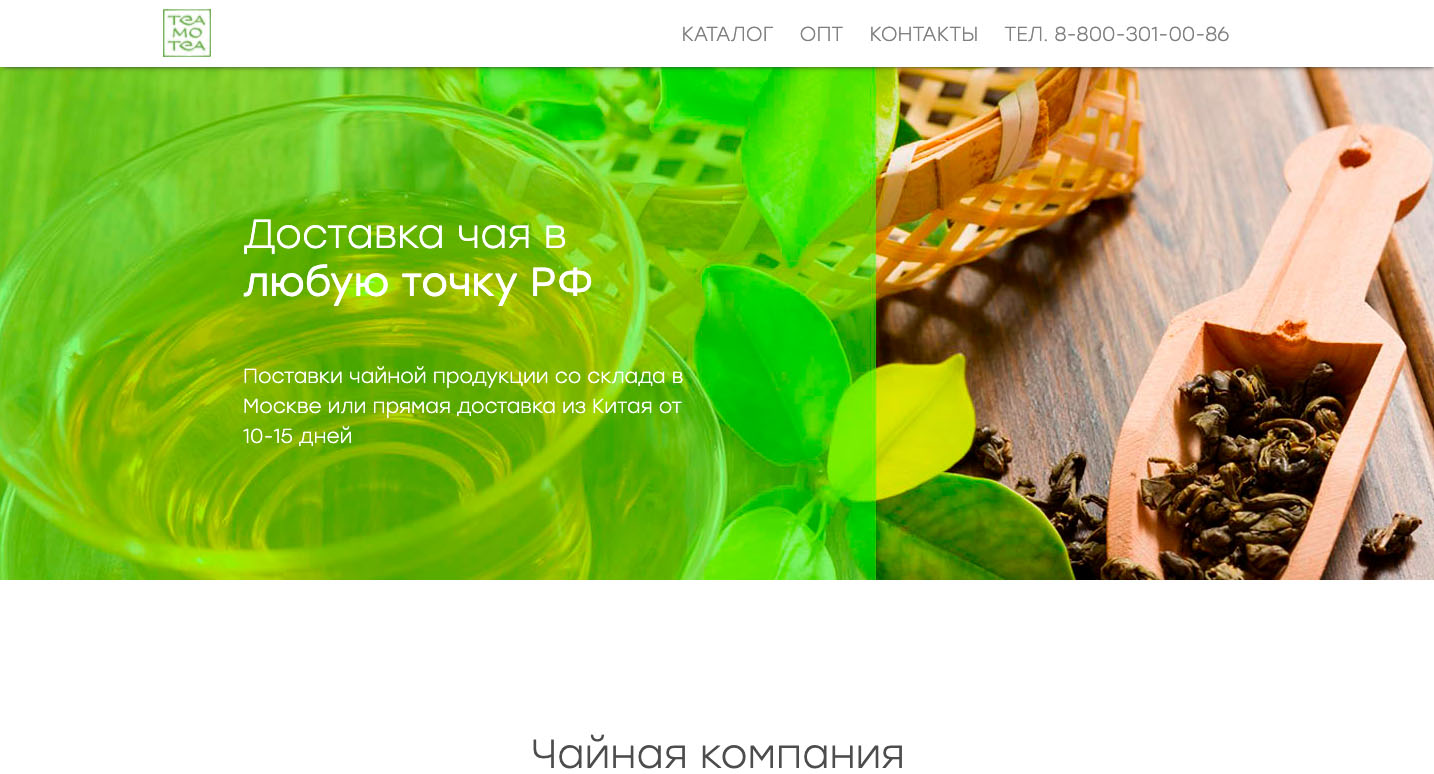 TEA
MO
TEA
КАТАЛОГ ОПТ КОНТАКТЫ ТЕЛ. 8-800-301-00-86
Доставка чая в
любую точку РФ
Поставки чайной продукции со склада в
Москве или прямая доставка из Китая от
10-15 дней
Чайная компания